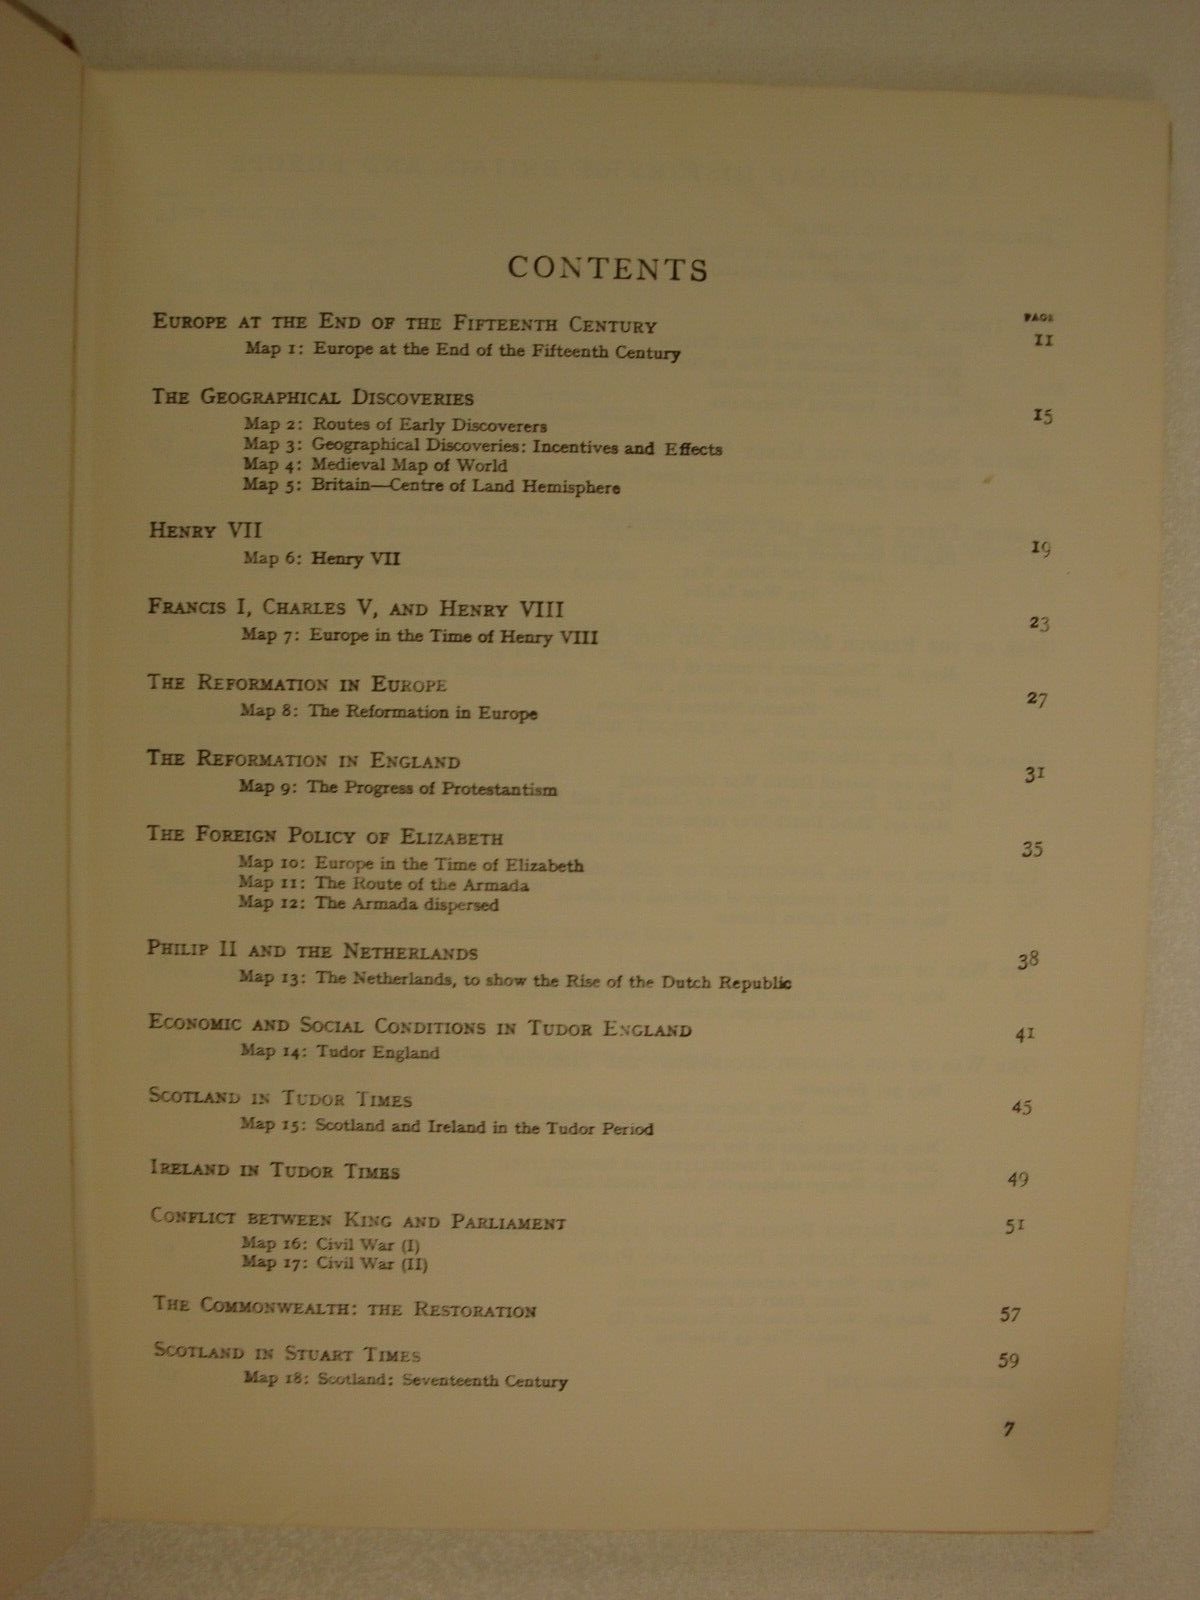 CONTENTS
PAGE
EUROPE AT THE END OF THE FIFTEENTH CENTURY 11
Map 1: Europe at the End of the Fifteenth Century
THE GEOGRAPHICAL DISCOVERIES 15
Map 2: Routes of Early Discoverers
Map 3: Geographical Discoveries: Incentives and Effects
Map 4: Medieval Map of World
Map 5: Britain—Centre of Land Hemisphere
HENRY VII 19
Map 6: Henry VII
FRANCIS I, CHARLES V, AND HENRY VIII 23
Map 7: Europe in the Time of Henry VIII
THE REFORMATION IN EUROPE 27
Map 8: The Reformation in Europe
THE REFORMATION IN ENGLAND 31
Map 9: The Progress of Protestantism
THE FOREIGN POLICY OF ELIZABETH 35
Map 10: Europe in the Time of Elizabeth
Map 11: The Route of the Armada
Map 12: The Armada dispersed
PHILIP II AND THE NETHERLANDS 38
Map 13: The Netherlands, to show the Rise of the Dutch Republic
ECONOMIC AND SOCIAL CONDITIONS IN TUDOR ENGLAND 41
Map 14: Tudor England
SCOTLAND IN TUDOR TIMES 45
Map 15: Scotland and Ireland in the Tudor Period
IRELAND IN TUDOR TIMES 49
CONFLICT BETWEEN KING AND PARLIAMENT 51
Map 16: Civil War (I)
Map 17: Civil War (II)
THE COMMONWEALTH: THE RESTORATION 57
SCOTLAND IN STUART TIMES 59
Map 18: Scotland: Seventeenth Century
7